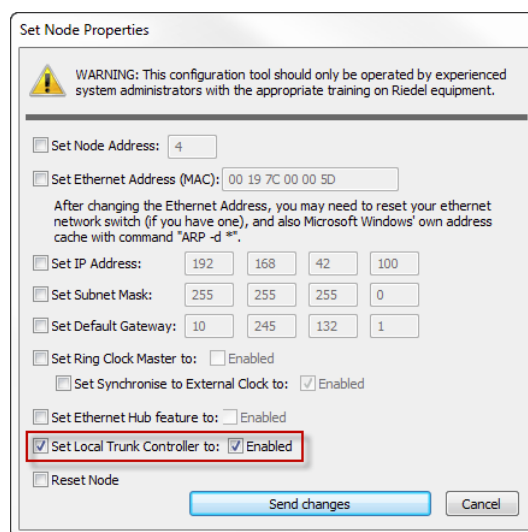 Set Node Properties
WARNING: This configuration tool should only be operated by experienced
system administrators with the appropriate training on Riedel equipment.
Set Node Address: 4
Set Ethernet Address (MAC): 00 19 7C 00 00 5D
After changing the Ethernet Address, you may need to reset your ethernet
network switch (if you have one), and also Microsoft Windows' own address
cache with command "ARP -d *".
Set IP Address: 192 168 42 100
Set Subnet Mask: 255 255 255 0
Set Default Gateway: 10 245 132 1
Set Ring Clock Master to: Enabled
Set Synchronise to External Clock to: Enabled
Set Ethernet Hub feature to: Enabled
Set Local Trunk Controller to: Enabled
Reset Node
Send changes Cancel